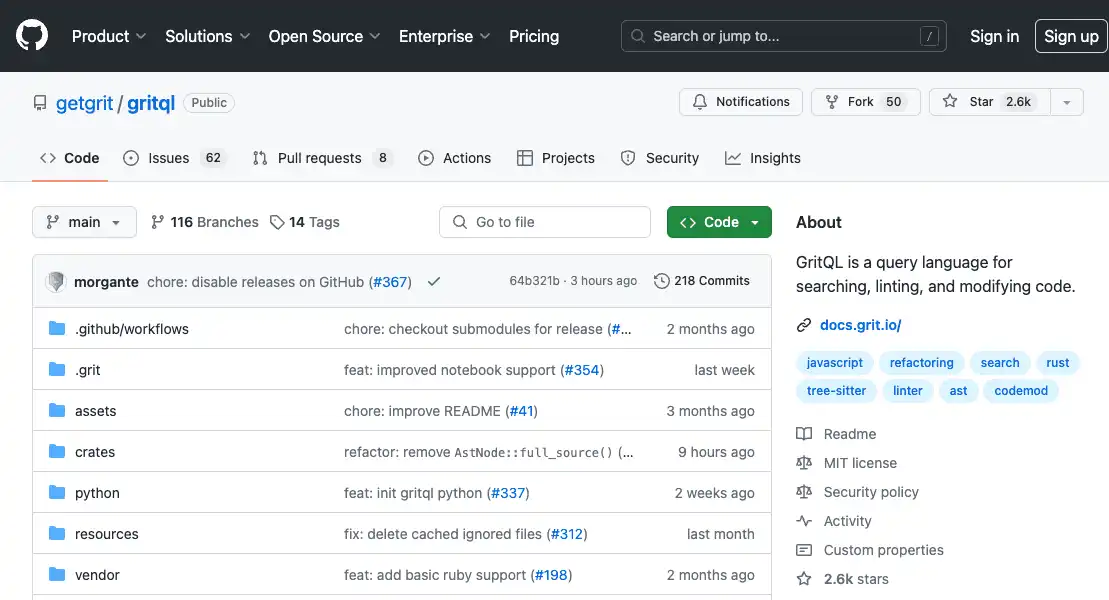 Product Solutions Open Source Enterprise Pricing Search or jump to... / Sign in Sign up
getgrit / gritql Public Notifications Fork 50 Star 2.6k
Code Issues 62 Pull requests 8 Actions Projects Security Insights
main 116 Branches 14 Tags Go to file Code
morgante chore: disable releases on GitHub (#367) 64b321b · 3 hours ago 218 Commits
.github/workflows chore: checkout submodules for release (#... 2 months ago
.grit feat: improved notebook support (#354) last week
assets chore: improve README (#41) 3 months ago
crates refactor: remove AstNode::full_source() (... 9 hours ago
python feat: init gritql python (#337) 2 weeks ago
resources fix: delete cached ignored files (#312) last month
vendor feat: add basic ruby support (#198) 2 months ago
About
GritQL is a query language for
searching, linting, and modifying code.
docs.grit.io/
javascript refactoring search rust
tree-sitter linter ast codemod
Readme
MIT license
Security policy
Activity
Custom properties
2.6k stars